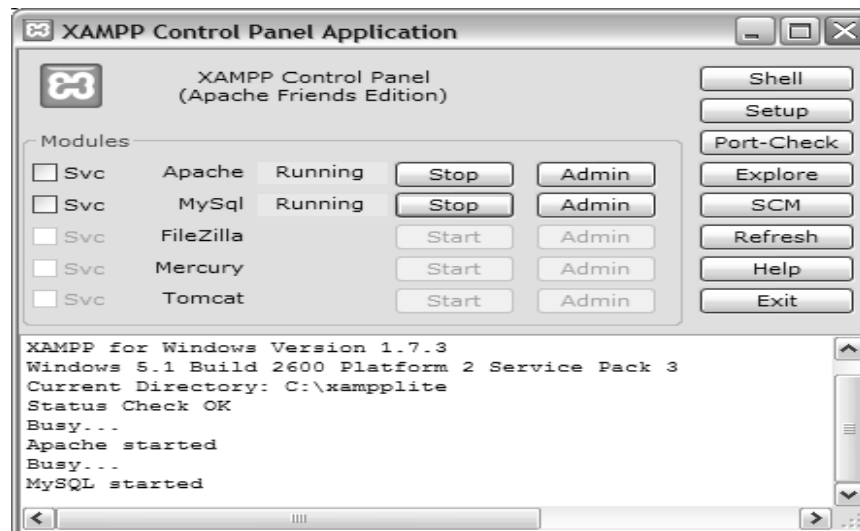 XAMPP Control Panel Application
XAMPP Control Panel
(Apache Friends Edition)
Shell
Setup
Port-Check
Explore
SCM
Refresh
Help
Exit
Modules
Svc Apache Running Stop Admin
Svc MySql Running Stop Admin
Svc FileZilla Start Admin
Svc Mercury Start Admin
Svc Tomcat Start Admin
XAMPP for Windows Version 1.7.3
Windows 5.1 Build 2600 Platform 2 Service Pack 3
Current Directory: C:\xampplite
Status Check OK
Busy...
Apache started
Busy...
MySQL started